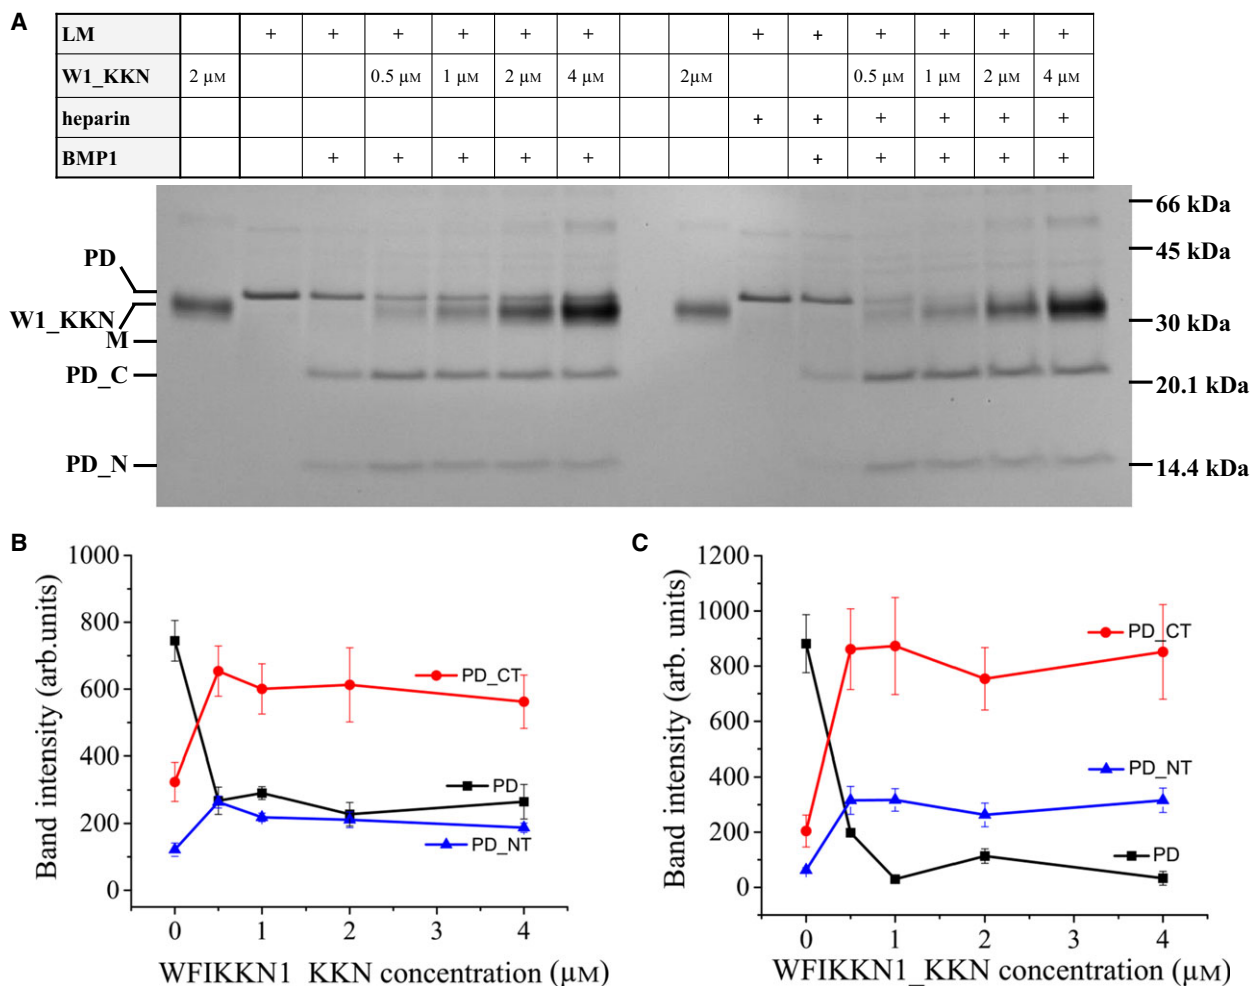 A
LM + + + + + + + + + + + +
W1_KKN 2 µM 0.5 µM 1 µM 2 µM 4 µM 2µM 0.5 µM 1 µM 2 µM 4 µM
heparin + + + + + +
BMP1 + + + + + + + + + +
66 kDa
45 kDa
PD
W1_KKN
30 kDa
M
PD_C
20.1 kDa
PD_N
14.4 kDa
B
Band intensity (arb.units)
1000
800
600
400
200
0
PD_CT
PD
PD_NT
0 1 2 3 4
WFIKKN1_KKN concentration (µM)
C
Band intensity (arb. units)
1200
1000
800
600
400
200
0
PD_CT
PD_NT
PD
0 1 2 3 4
WFIKKN1_KKN concentration (µM)